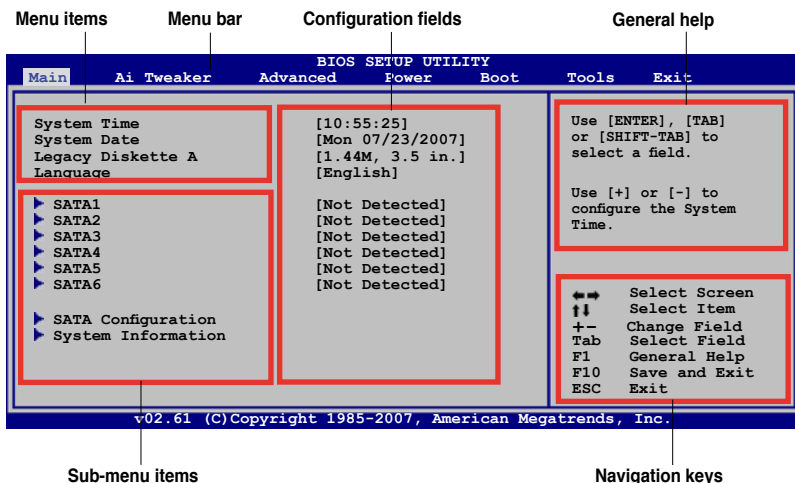 Menu items Menu bar Configuration fields General help
BIOS SETUP UTILITY
Main Ai Tweaker Advanced Power Boot Tools Exit
System Time [10:55:25]
System Date [Mon 07/23/2007]
Legacy Diskette A [1.44M, 3.5 in.]
Language [English]
SATA1 [Not Detected]
SATA2 [Not Detected]
SATA3 [Not Detected]
SATA4 [Not Detected]
SATA5 [Not Detected]
SATA6 [Not Detected]
SATA Configuration
System Information
Use [ENTER], [TAB]
or [SHIFT-TAB] to
select a field.
Use [+] or [-] to
configure the System
Time.
←→ Select Screen
↑↓ Select Item
+- Change Field
Tab Select Field
F1 General Help
F10 Save and Exit
ESC Exit
v02.61 (C)Copyright 1985-2007, American Megatrends, Inc.
Sub-menu items Navigation keys